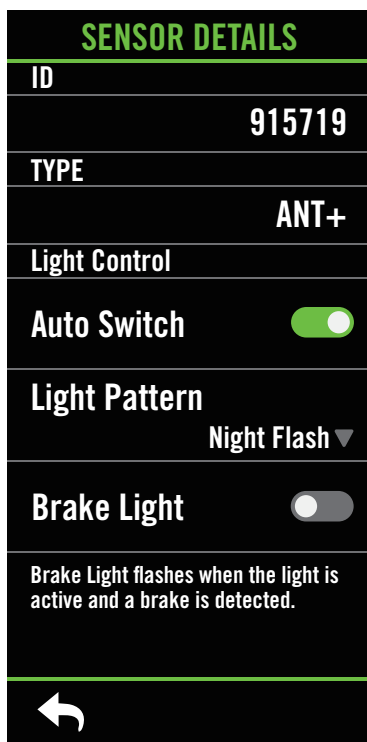 SENSOR DETAILS
ID
915719
TYPE
ANT+
Light Control
Auto Switch
Light Pattern
Night Flash
Brake Light
Brake Light flashes when the light is
active and a brake is detected.